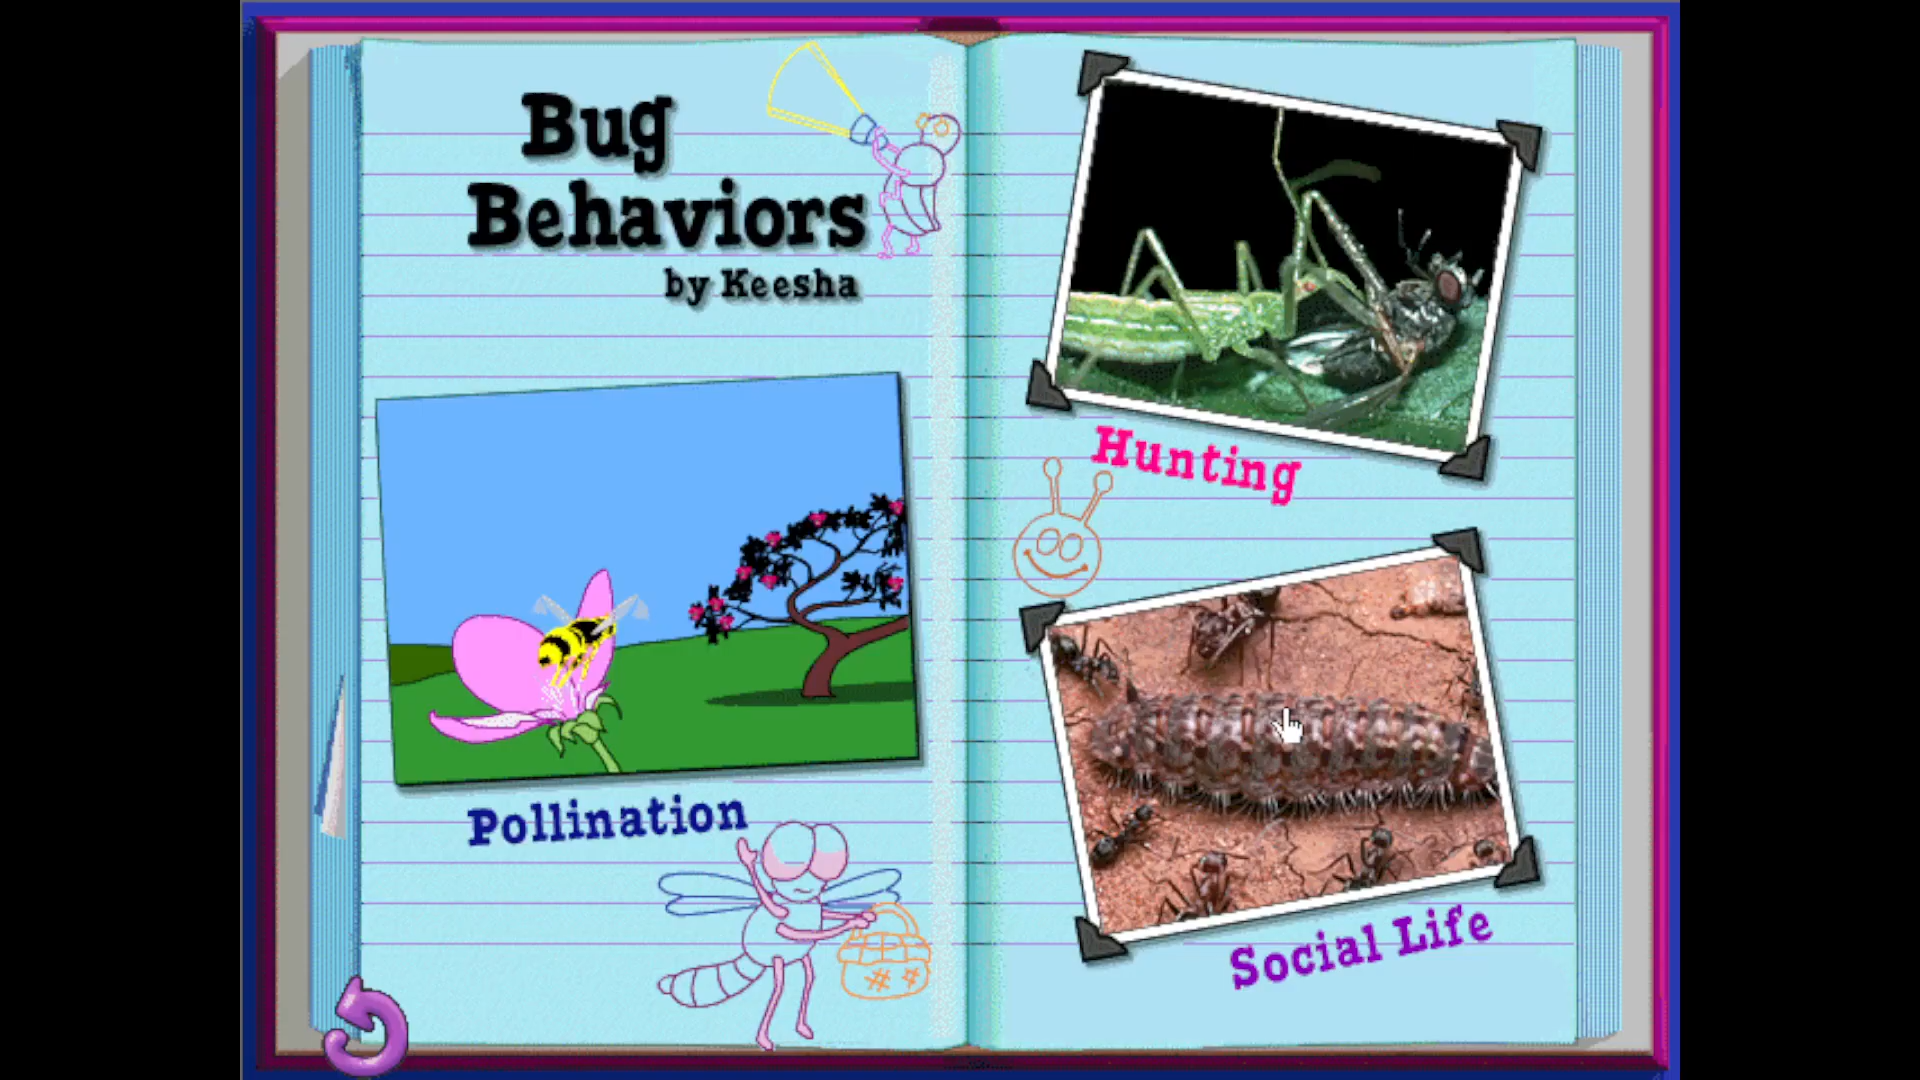 Bug
Behaviors
by Keesha
Pollination
Hunting
Social Life